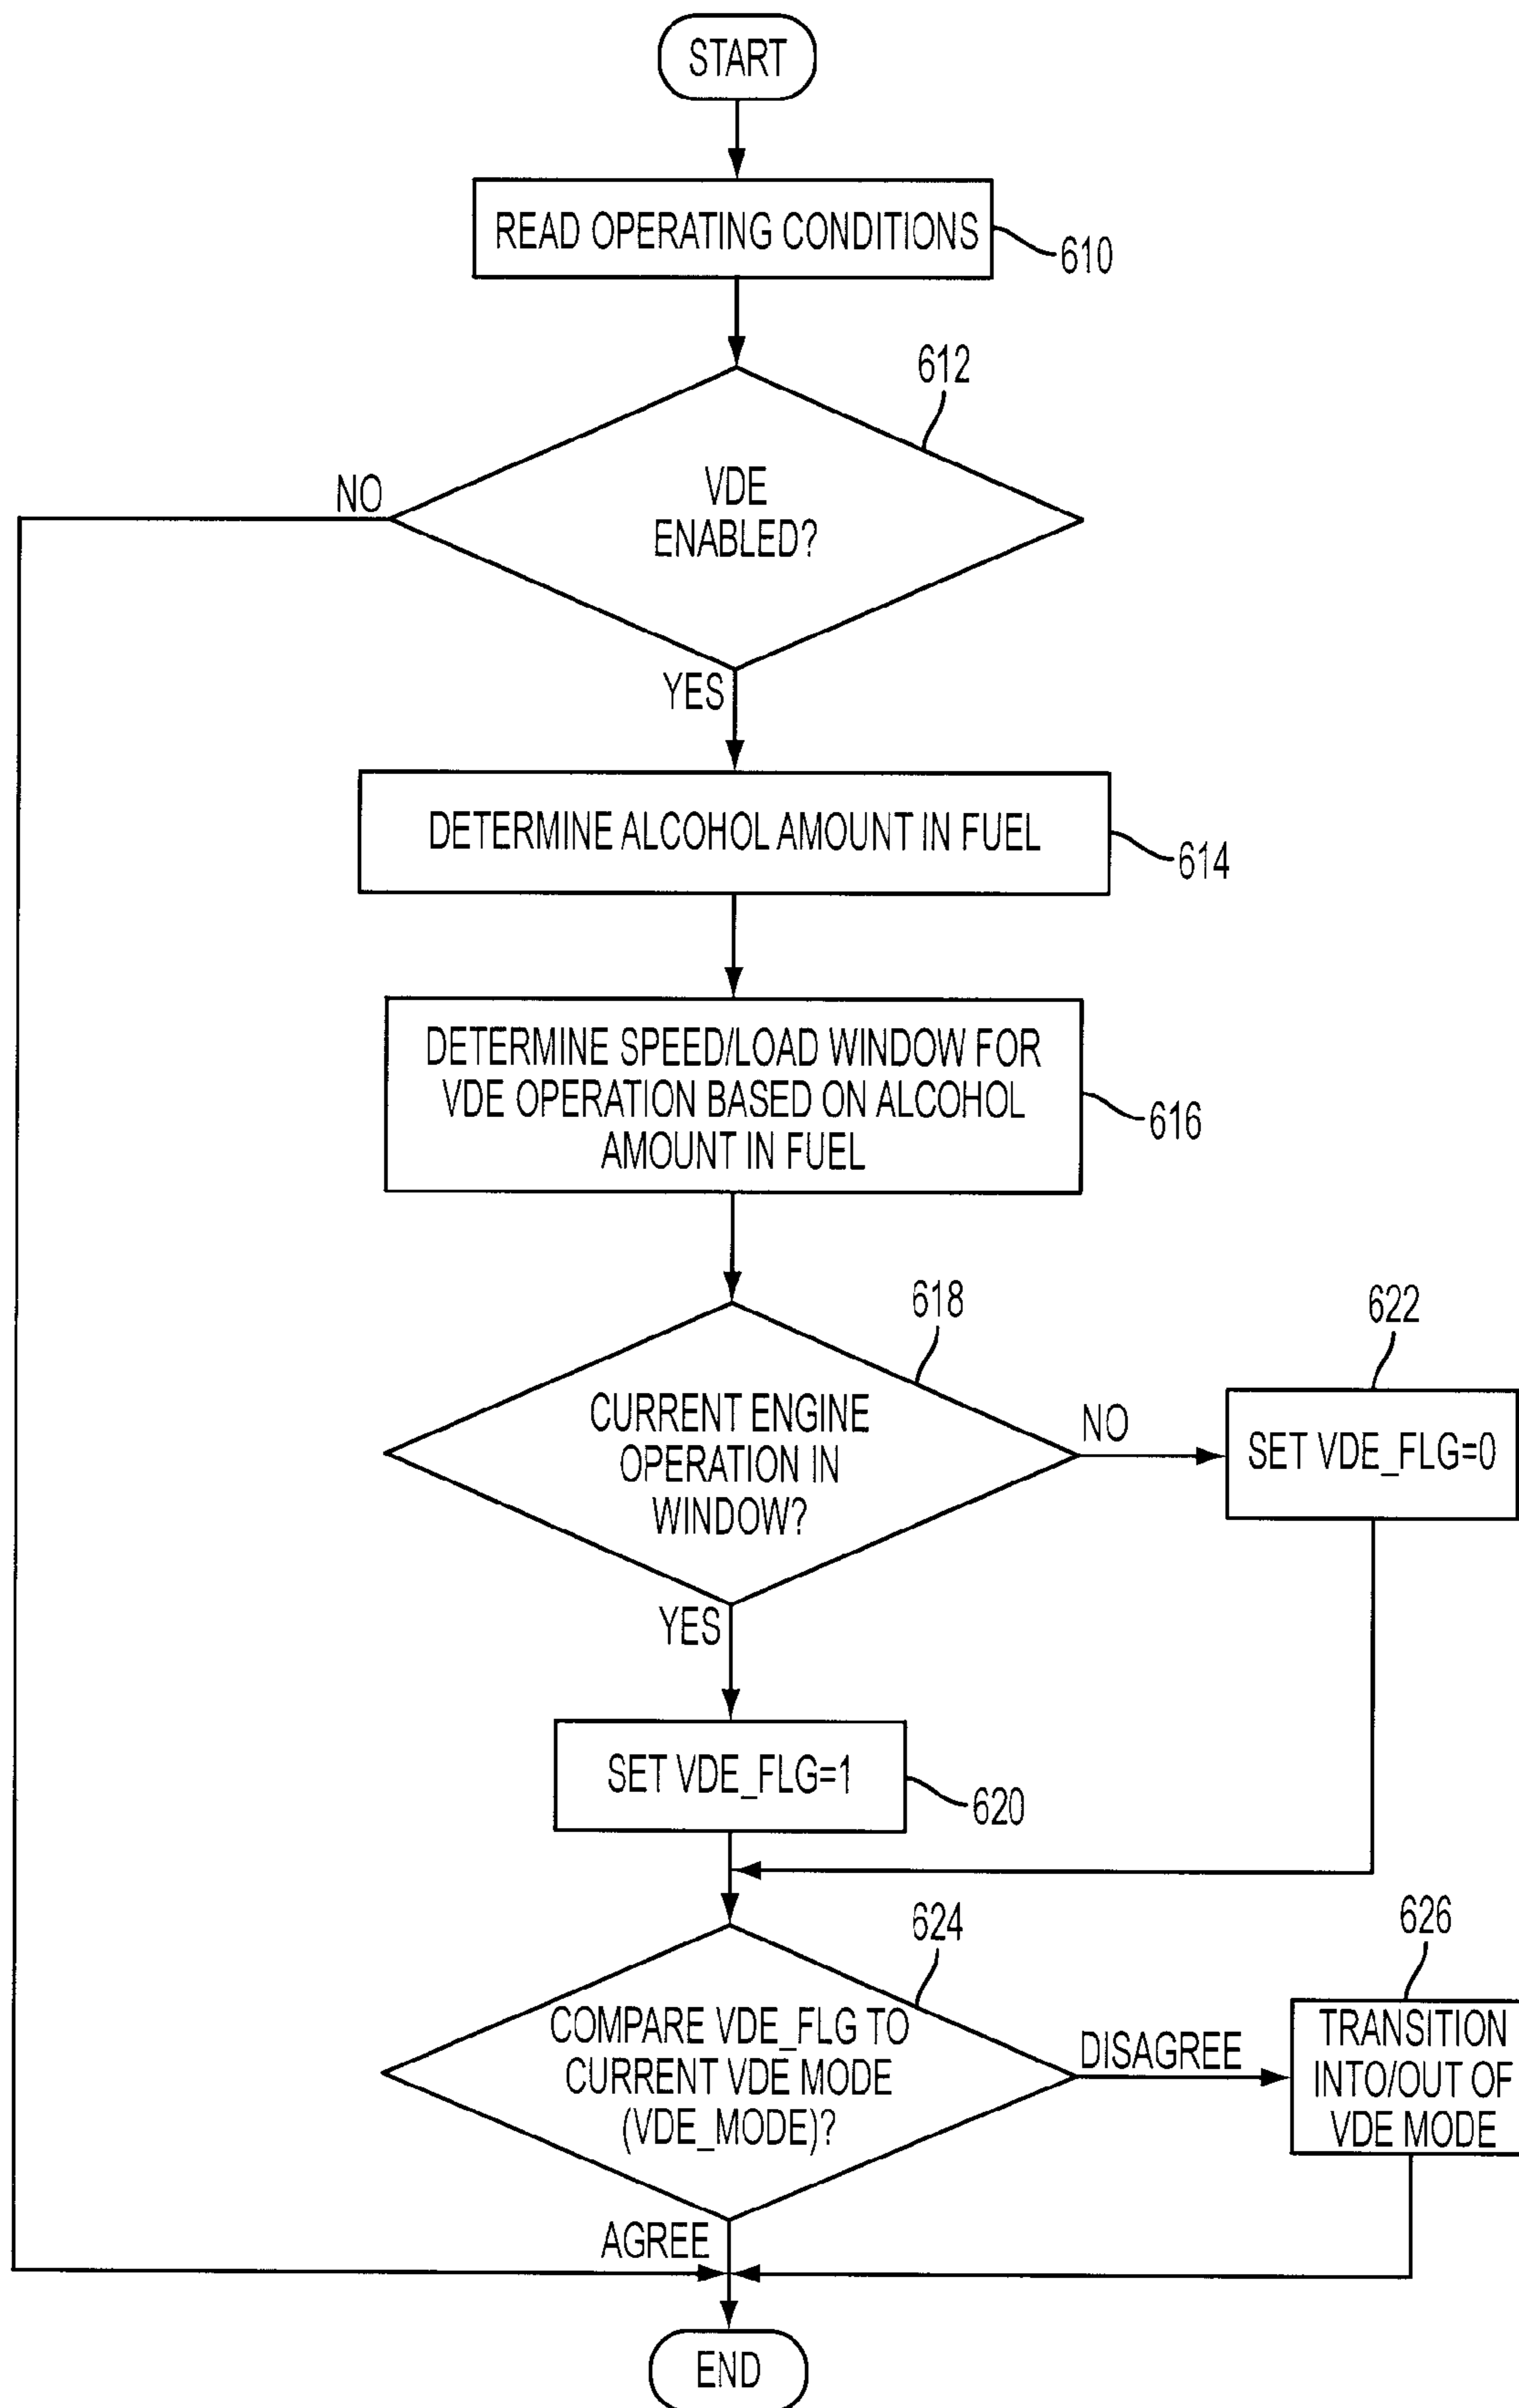 START
READ OPERATING CONDITIONS
610
612
VDE
ENABLED?
NO
YES
DETERMINE ALCOHOL AMOUNT IN FUEL
614
DETERMINE SPEED/LOAD WINDOW FOR
VDE OPERATION BASED ON ALCOHOL
AMOUNT IN FUEL
616
618
CURRENT ENGINE
OPERATION IN
WINDOW?
NO
622
SET VDE_FLG=0
YES
SET VDE_FLG=1
620
624
COMPARE VDE_FLG TO
CURRENT VDE MODE
(VDE_MODE)?
DISAGREE
626
TRANSITION
INTO/OUT OF
VDE MODE
AGREE
END